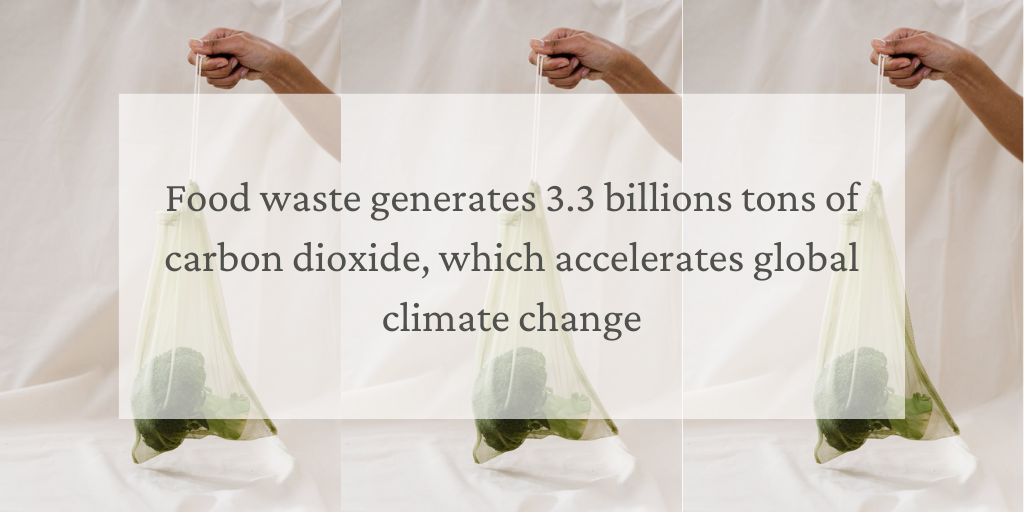 Food waste generates 3.3 billions tons of
carbon dioxide, which accelerates global
climate change